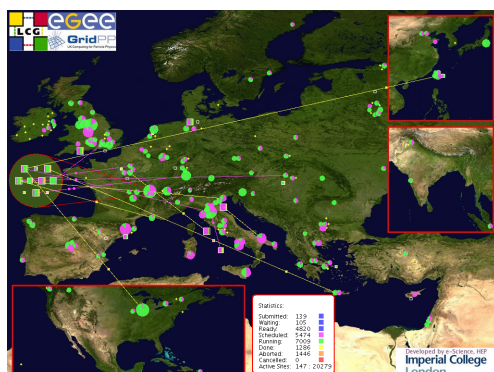 LCG
egee
GridPP
UK Computing for Particle Physics
Statistics:
Submitted: 139
Waiting: 105
Ready: 4820
Scheduled: 5474
Running: 7009
Done: 1286
Aborted: 1446
Cancelled: 0
Active Sites: 147 : 20279
Developed by e-Science, HEP
Imperial College
London